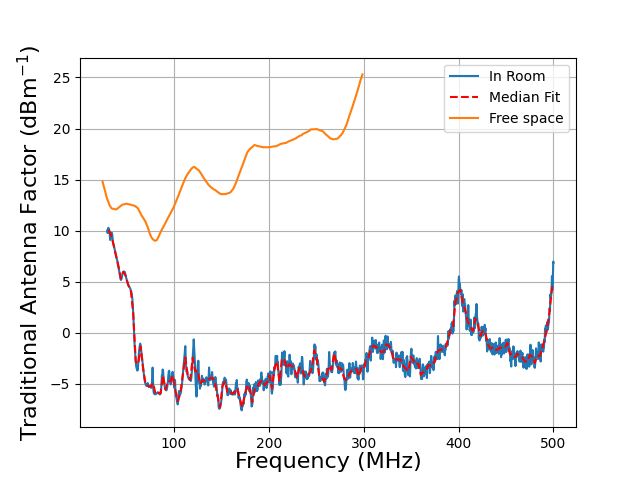 In Room
Median Fit
Free space
Traditional Antenna Factor (dBm⁻¹)
25
20
15
10
5
0
−5
100
200
300
400
500
Frequency (MHz)